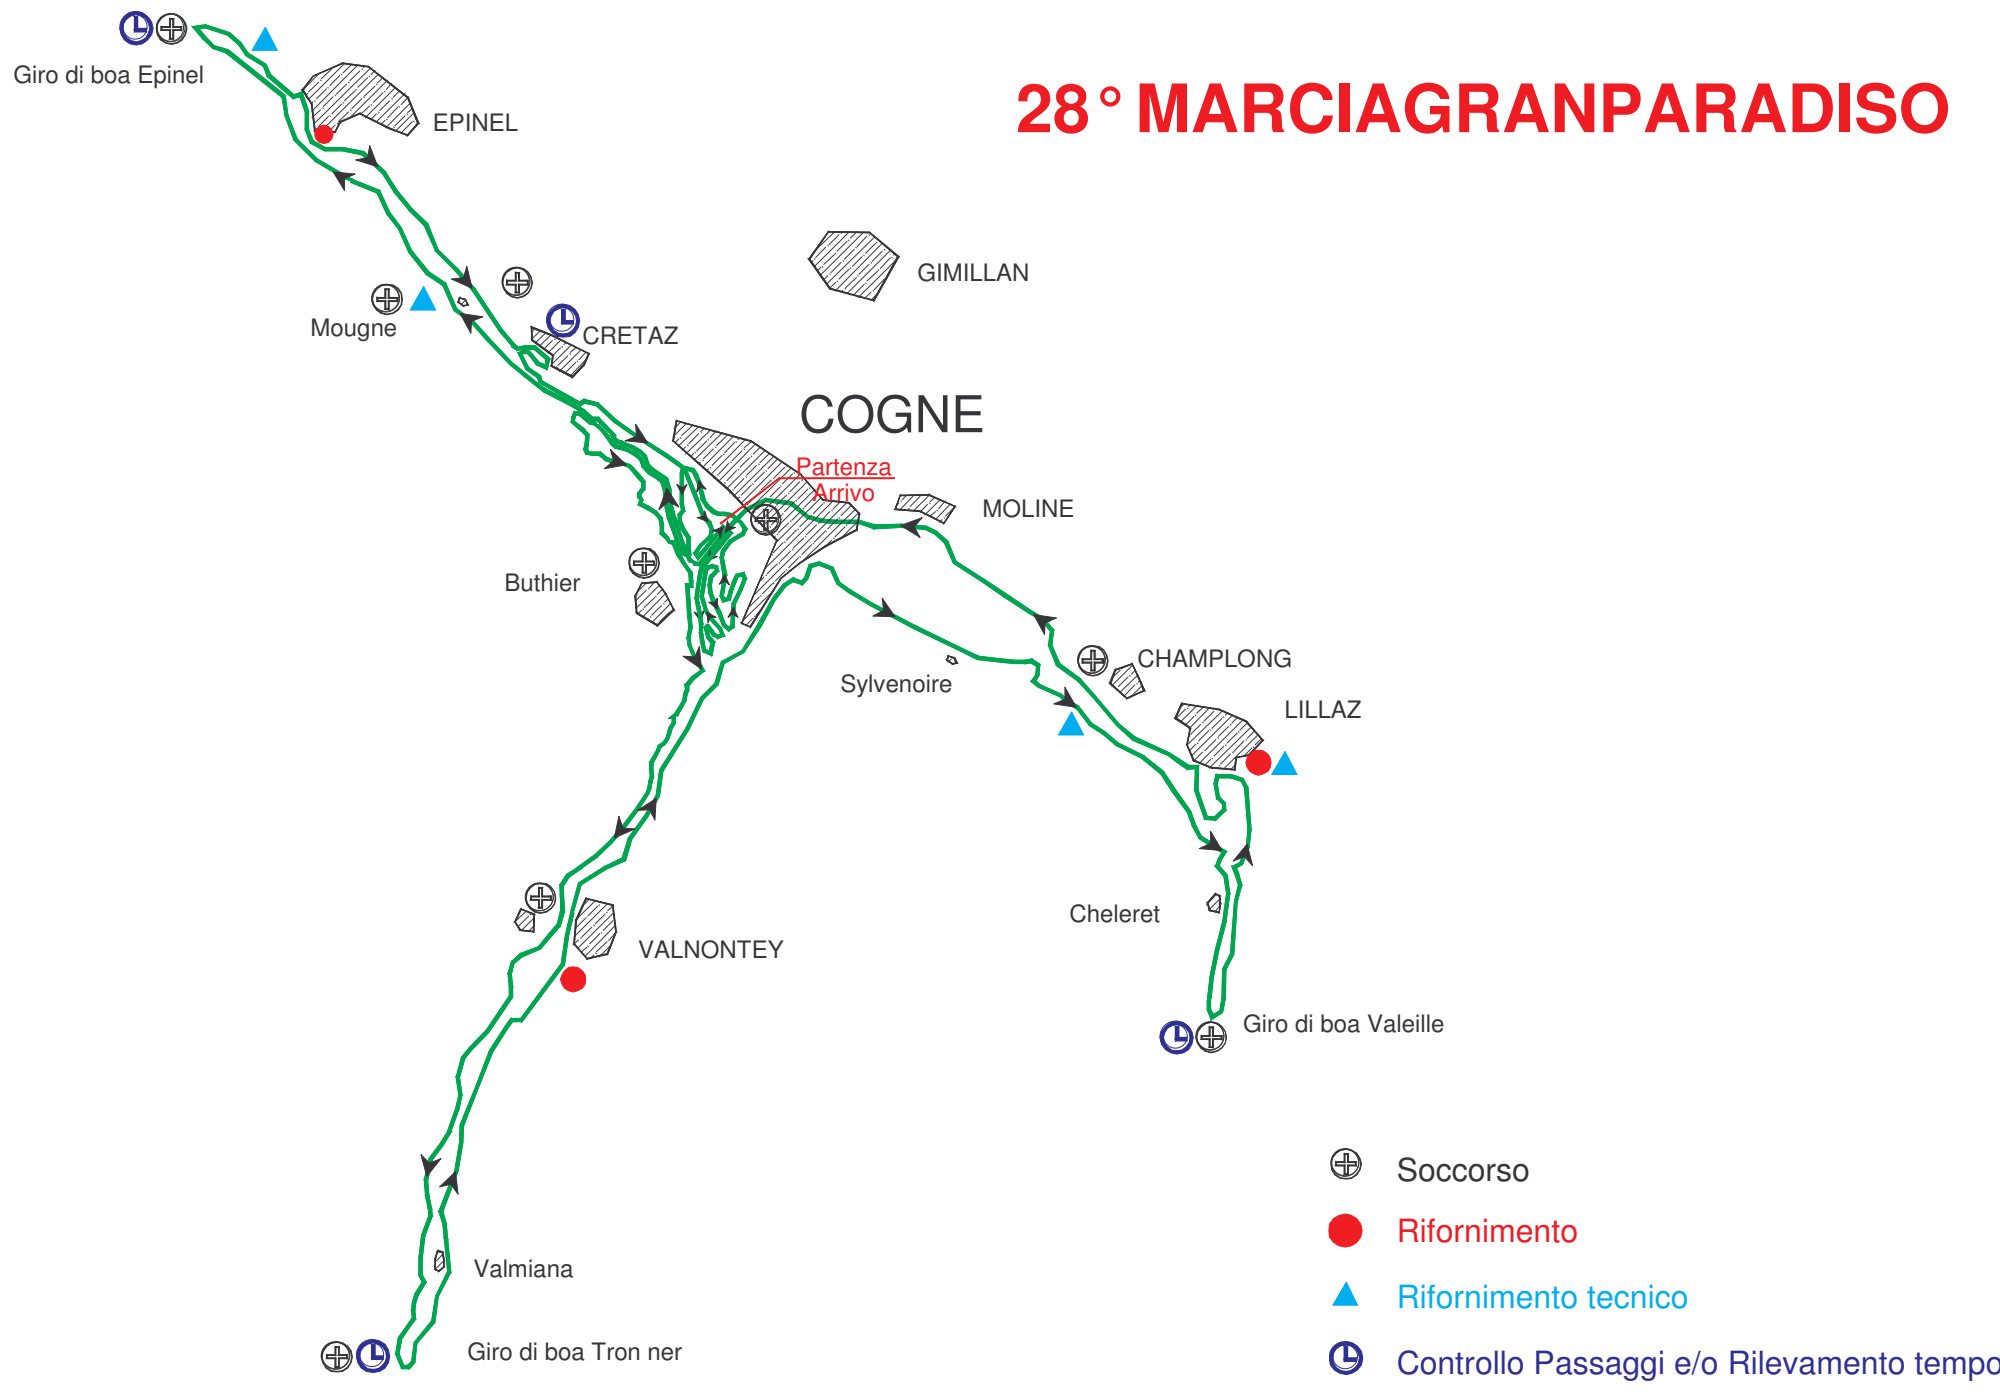 Giro di boa Epinel
28° MARCIAGRANPARADISO
EPINEL
GIMILLAN
Mougne
CRETAZ
COGNE
Partenza
Arrivo
MOLINE
Buthier
CHAMPLONG
Sylvenoire
LILLAZ
Cheleret
VALNONTEY
Giro di boa Valeille
Valmiana
Giro di boa Tron ner
Soccorso
Rifornimento
Rifornimento tecnico
Controllo Passaggi e/o Rilevamento tempo